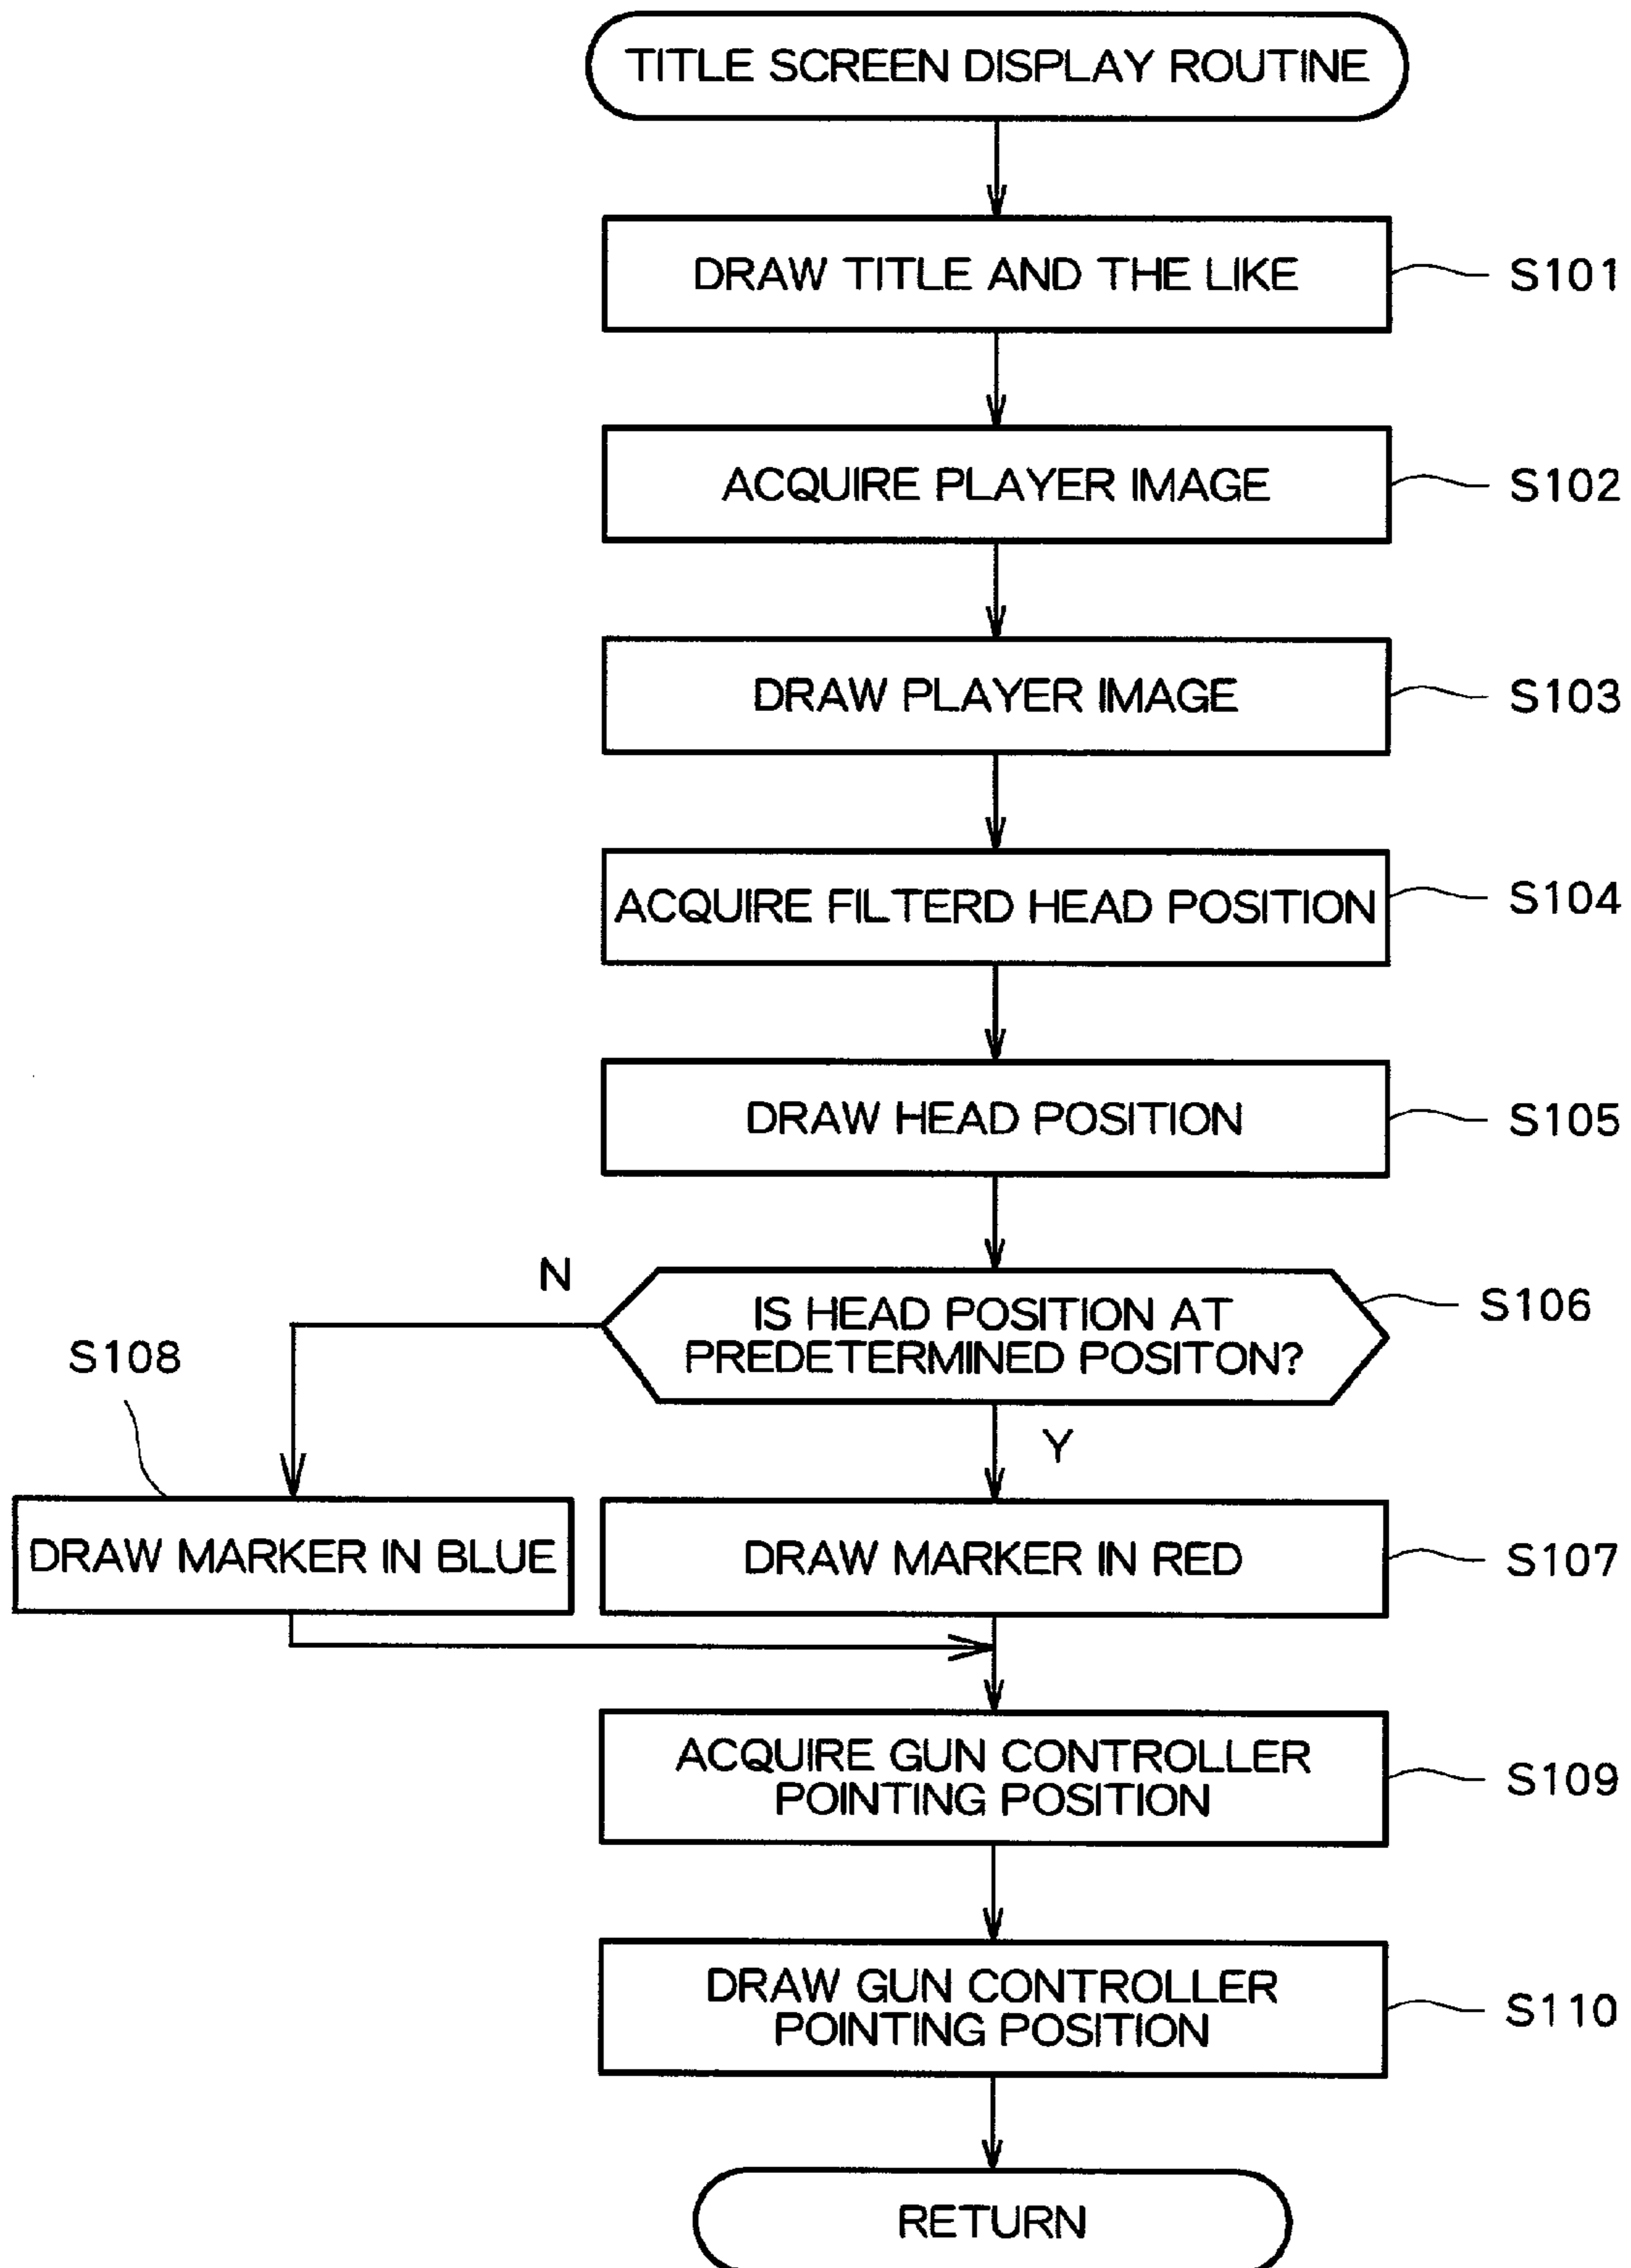 TITLE SCREEN DISPLAY ROUTINE
DRAW TITLE AND THE LIKE
S101
ACQUIRE PLAYER IMAGE
S102
DRAW PLAYER IMAGE
S103
ACQUIRE FILTERD HEAD POSITION
S104
DRAW HEAD POSITION
S105
N
IS HEAD POSITION AT
PREDETERMINED POSITON?
S106
S108
Y
DRAW MARKER IN BLUE
DRAW MARKER IN RED
S107
ACQUIRE GUN CONTROLLER
POINTING POSITION
S109
DRAW GUN CONTROLLER
POINTING POSITION
S110
RETURN